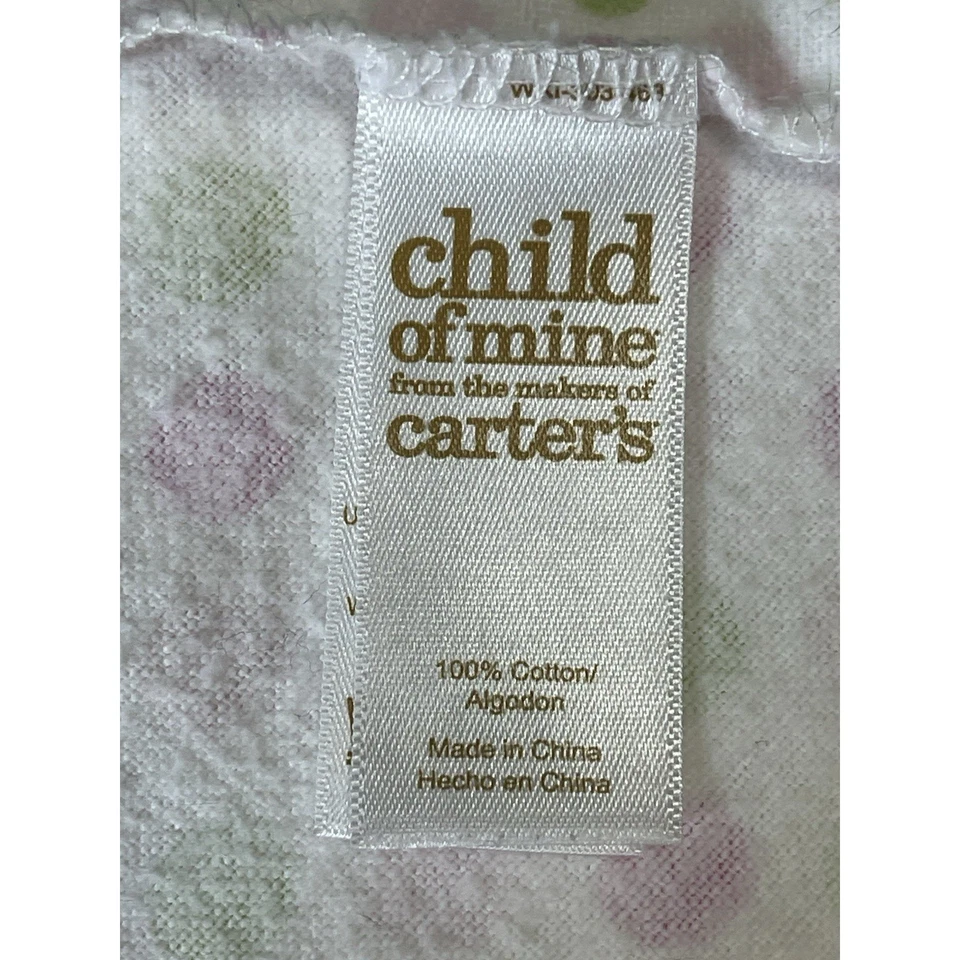 child
of mine
from the makers of
carter's
100% Cotton/
Algodon
Made in China
Hecho en China